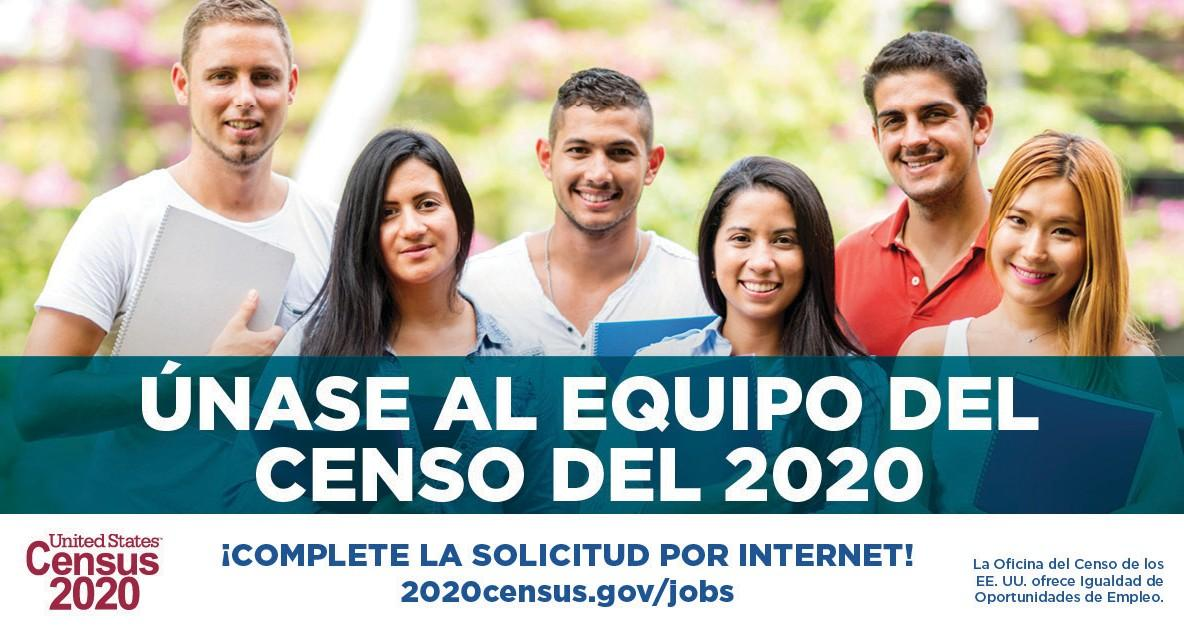 ÚNASE AL EQUIPO DEL
CENSO DEL 2020
United States™
Census
2020
¡COMPLETE LA SOLICITUD POR INTERNET!
2020census.gov/jobs
La Oficina del Censo de los
EE. UU. ofrece Igualdad de
Oportunidades de Empleo.